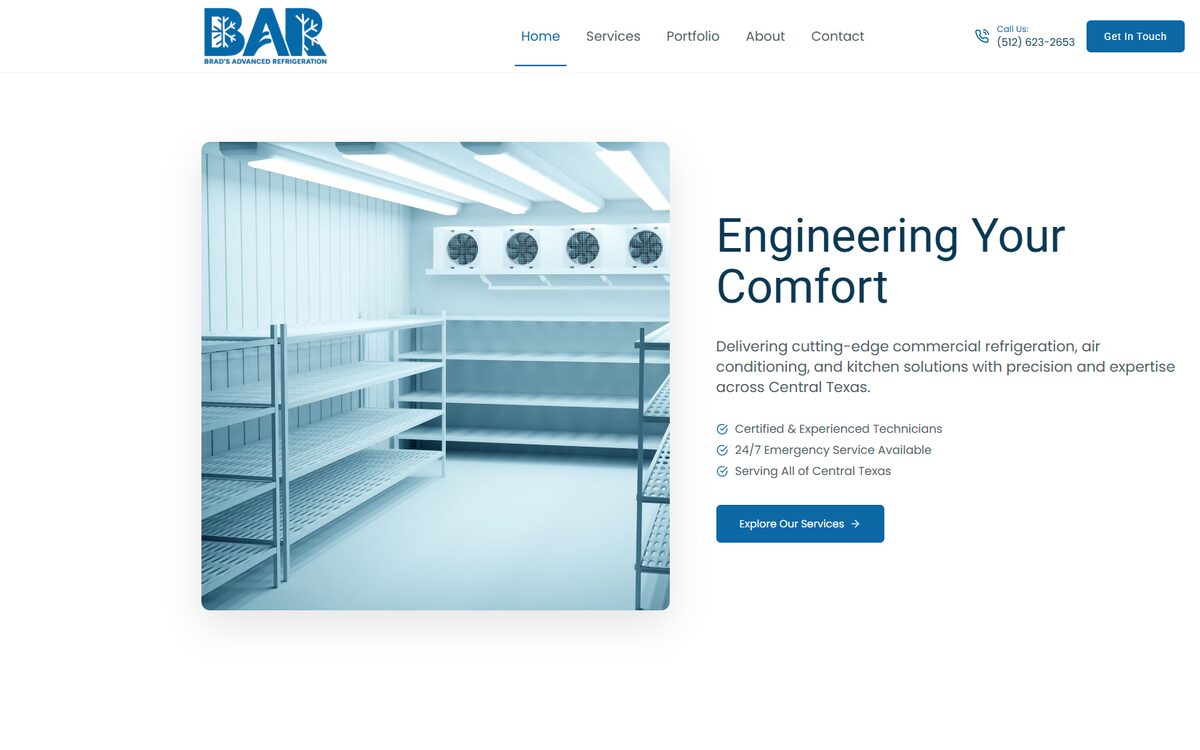 BAR
BRAD'S ADVANCED REFRIGERATION
Home
Services
Portfolio
About
Contact
Call Us:
(512) 623-2653
Get In Touch
Engineering Your
Comfort
Delivering cutting-edge commercial refrigeration, air
conditioning, and kitchen solutions with precision and expertise
across Central Texas.
Certified & Experienced Technicians
24/7 Emergency Service Available
Serving All of Central Texas
Explore Our Services